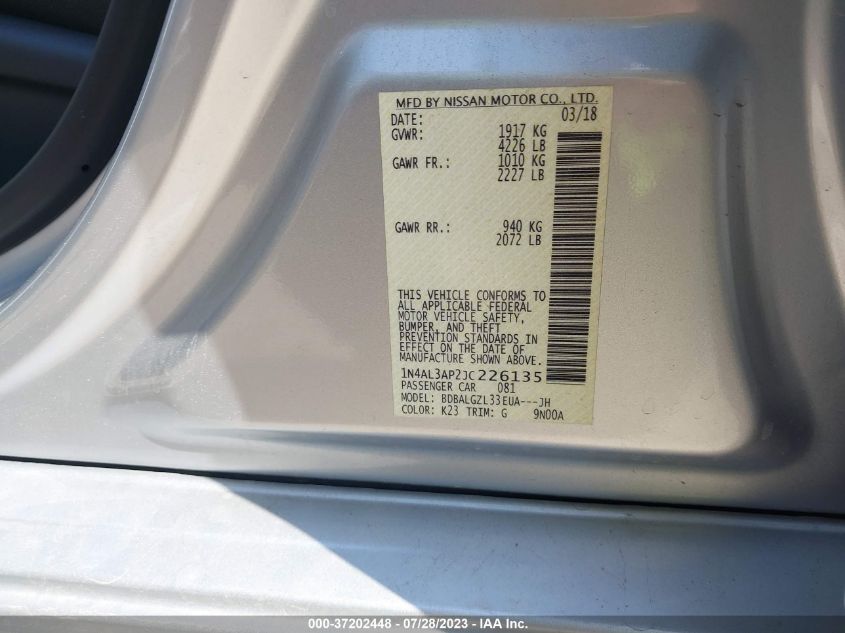 MFD BY NISSAN MOTOR CO., LTD.
DATE: 03/18
GVWR: 1917 KG
4226 LB
GAWR FR.: 1010 KG
2227 LB
GAWR RR.: 940 KG
2072 LB
THIS VEHICLE CONFORMS TO
ALL APPLICABLE FEDERAL
MOTOR VEHICLE SAFETY,
BUMPER, AND THEFT
PREVENTION STANDARDS IN
EFFECT ON THE DATE OF
MANUFACTURE SHOWN ABOVE.
1N4AL3AP2JC226135
PASSENGER CAR 081
MODEL: BDBALGZL33EUA---JH
COLOR: K23 TRIM: G 9N00A
000-37202448 - 07/28/2023 - IAA Inc.